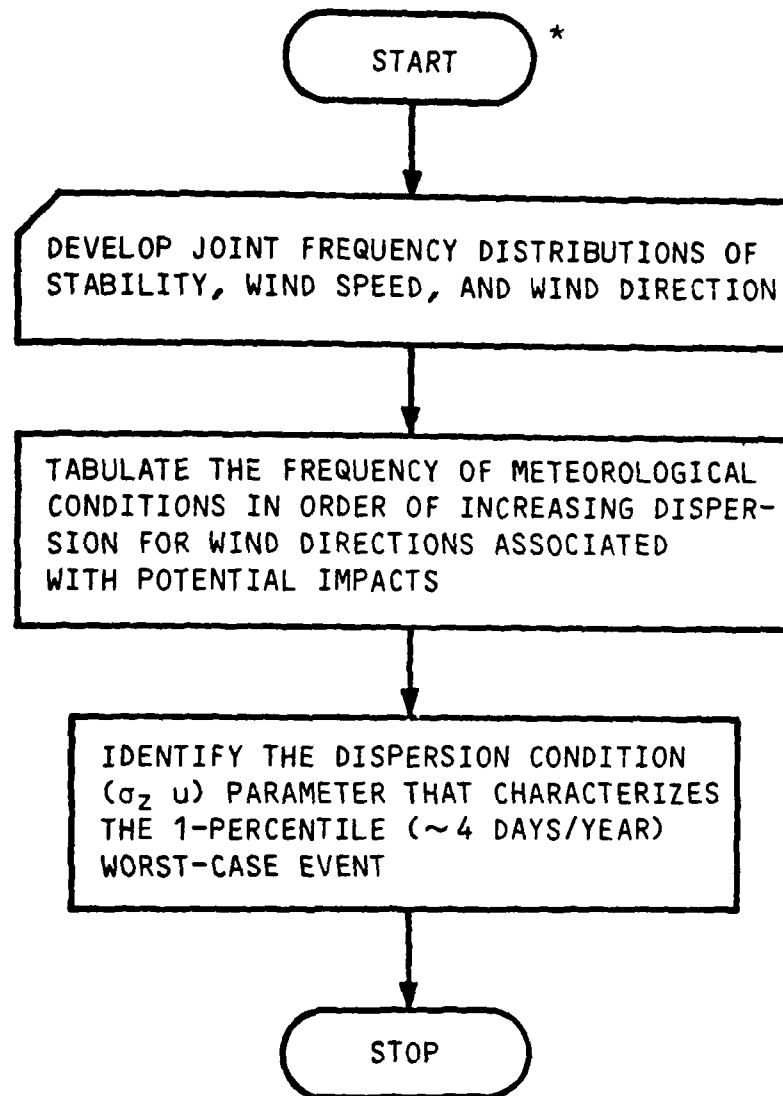 START *
DEVELOP JOINT FREQUENCY DISTRIBUTIONS OF
STABILITY, WIND SPEED, AND WIND DIRECTION
TABULATE THE FREQUENCY OF METEOROLOGICAL
CONDITIONS IN ORDER OF INCREASING DISPER-
SION FOR WIND DIRECTIONS ASSOCIATED
WITH POTENTIAL IMPACTS
IDENTIFY THE DISPERSION CONDITION
(σz u) PARAMETER THAT CHARACTERIZES
THE 1-PERCENTILE (~4 DAYS/YEAR)
WORST-CASE EVENT
STOP